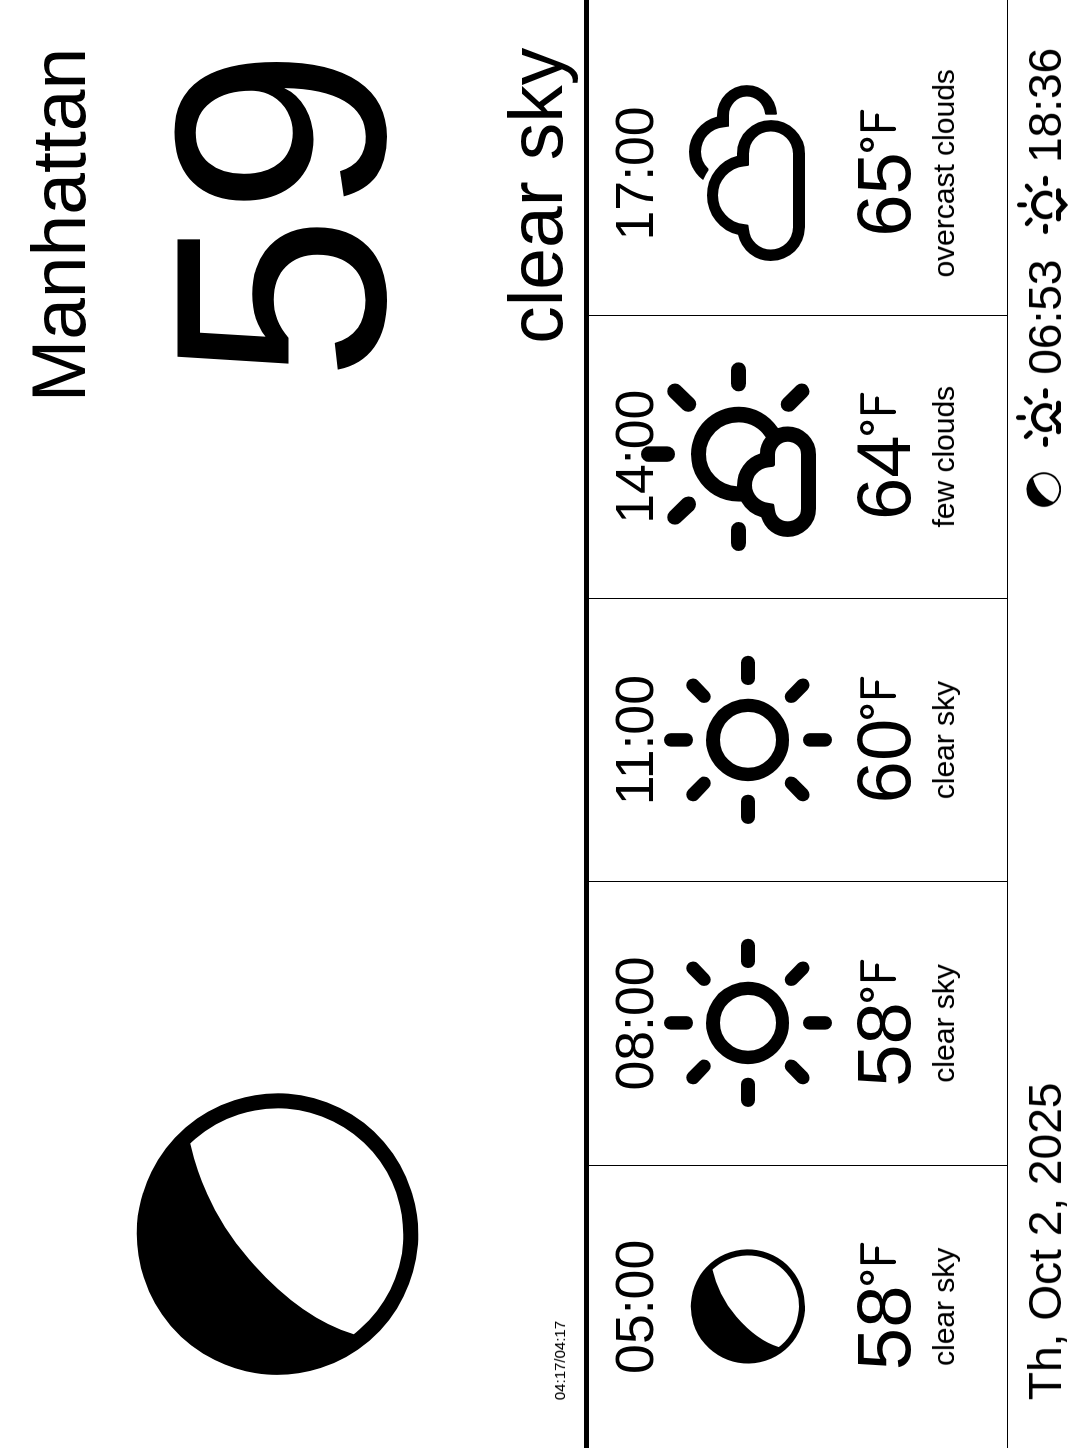 Manhattan
59
clear sky
04:17/04:17
05:00
58°F
clear sky
08:00
58°F
clear sky
11:00
60°F
clear sky
14:00
64°F
few clouds
17:00
65°F
overcast clouds
Th, Oct 2, 2025
06:53
18:36